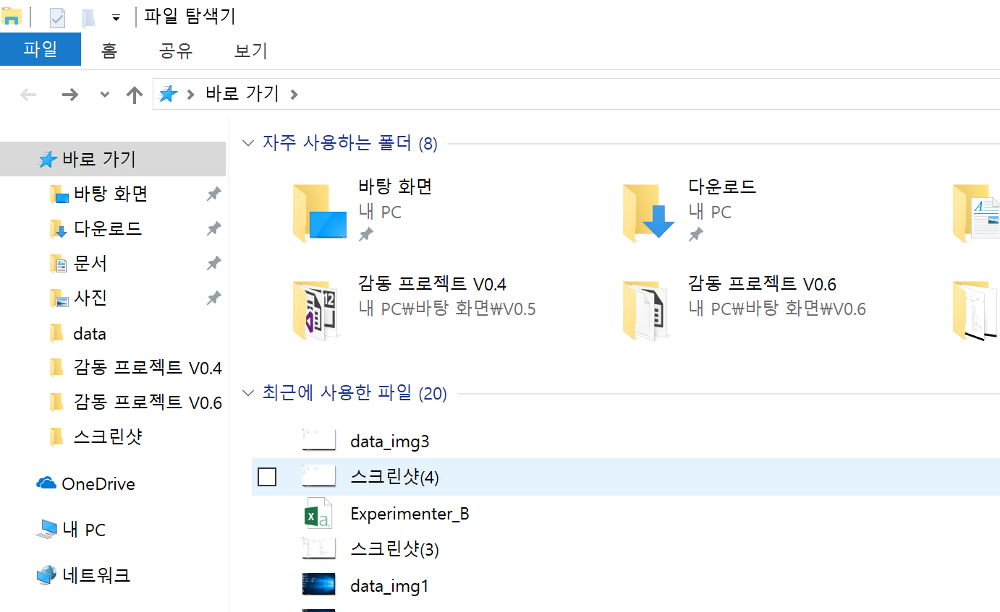 파일 탐색기
파일 홈 공유 보기
바로 가기
바로 가기
바탕 화면
다운로드
문서
사진
data
감동 프로젝트 V0.4
감동 프로젝트 V0.6
스크린샷
OneDrive
내 PC
네트워크
자주 사용하는 폴더 (8)
바탕 화면
내 PC
다운로드
내 PC
감동 프로젝트 V0.4
내 PC₩바탕 화면₩V0.5
감동 프로젝트 V0.6
내 PC₩바탕 화면₩V0.6
최근에 사용한 파일 (20)
data_img3
스크린샷(4)
Experimenter_B
스크린샷(3)
data_img1